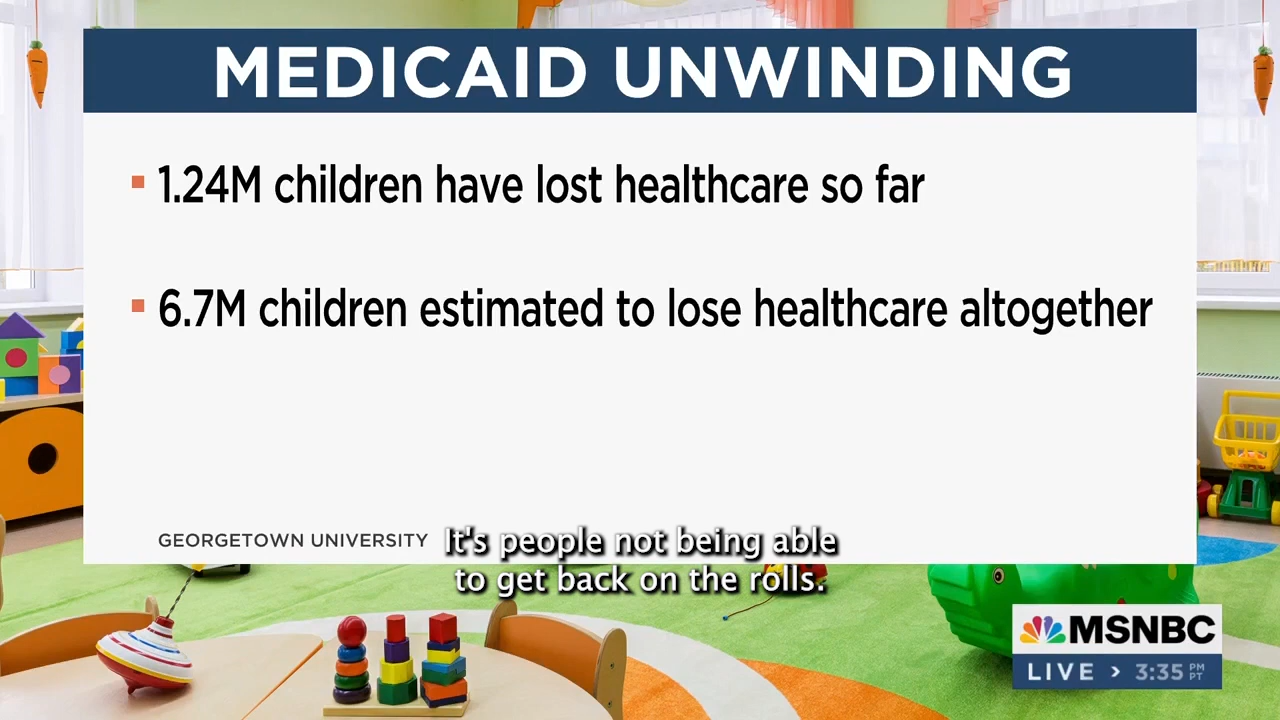 MEDICAID UNWINDING
1.24M children have lost healthcare so far
6.7M children estimated to lose healthcare altogether
GEORGETOWN UNIVERSITY
It's people not being able
to get back on the rolls.
MSNBC
LIVE > 3:35 PM PT